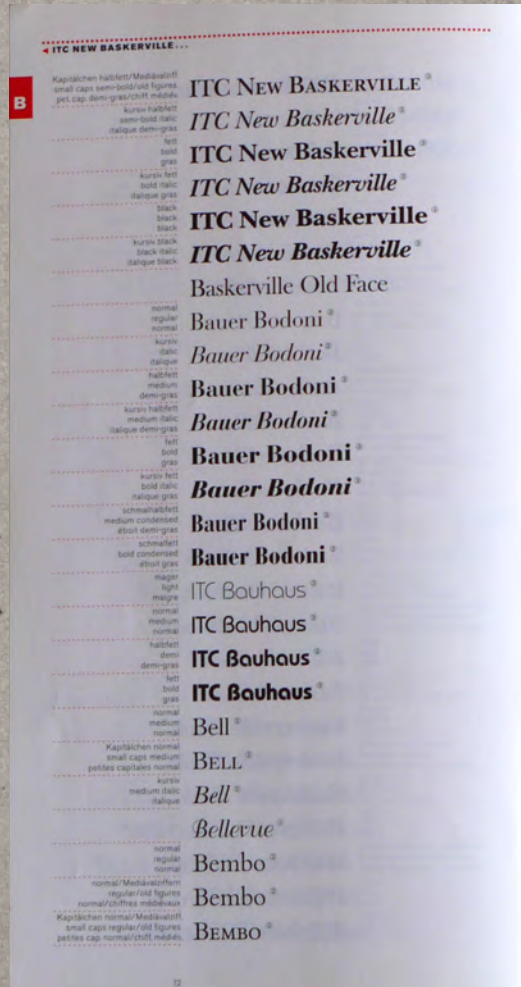 ◄ ITC NEW BASKERVILLE...
B
Kapitälchen halbfett/Mediävalziff
small caps semi-bold/old figures
pet.cap.demi-gras/chiff.médiév.
ITC NEW BASKERVILLE®
kursiv halbfett
semi-bold italic
italique demi-gras
ITC New Baskerville®
fett
bold
gras
ITC New Baskerville®
kursiv fett
bold italic
italique gras
ITC New Baskerville®
black
black
black
ITC New Baskerville®
kursiv black
black italic
italique black
ITC New Baskerville®
Baskerville Old Face
normal
regular
normal
Bauer Bodoni®
kursiv
italic
italique
Bauer Bodoni®
halbfett
medium
demi-gras
Bauer Bodoni®
kursiv halbfett
medium italic
italique demi-gras
Bauer Bodoni®
fett
bold
gras
Bauer Bodoni®
kursiv fett
bold italic
italique gras
Bauer Bodoni®
schmalhalbfett
medium condensed
étroit demi-gras
Bauer Bodoni®
schmalfett
bold condensed
étroit gras
Bauer Bodoni®
mager
light
maigre
ITC Bauhaus®
normal
medium
normal
ITC Bauhaus®
halbfett
demi
demi-gras
ITC Bauhaus®
fett
bold
gras
ITC Bauhaus®
normal
medium
normal
Bell®
Kapitälchen normal
small caps medium
petites capitales normal
BELL®
kursiv
medium italic
italique
Bell®
Bellevue®
normal
regular
normal
Bembo®
normal/Mediävalziffern
regular/old figures
normal/chiffres médiévaux
Bembo®
Kapitälchen normal/Mediävalziff.
small caps regular/old figures
petites cap normal/chiff. médiév.
BEMBO®
12